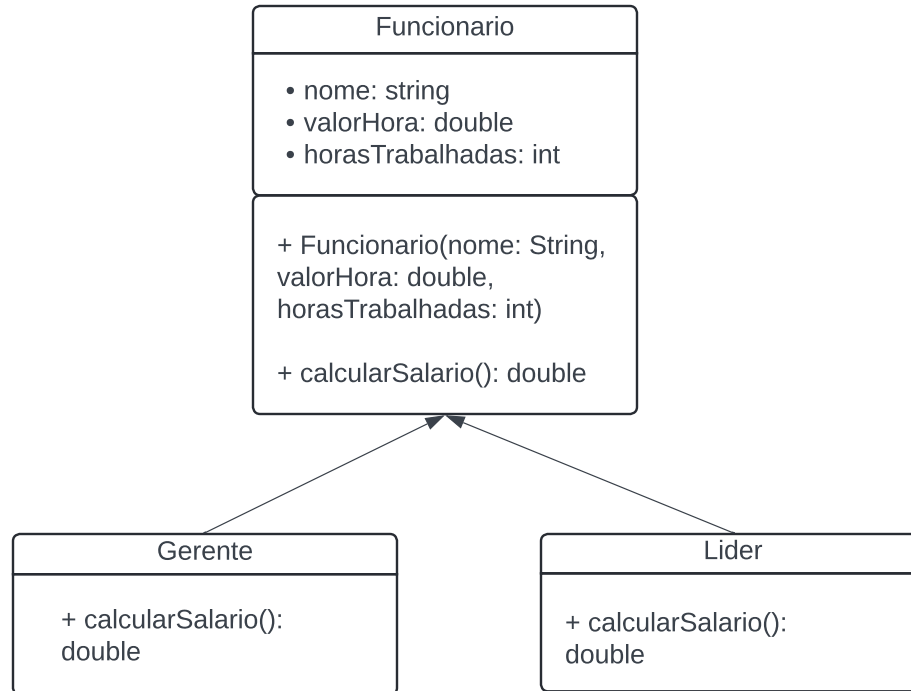 Funcionario
• nome: string
• valorHora: double
• horasTrabalhadas: int
+ Funcionario(nome: String,
valorHora: double,
horasTrabalhadas: int)
+ calcularSalario(): double
Gerente
+ calcularSalario():
double
Lider
+ calcularSalario():
double